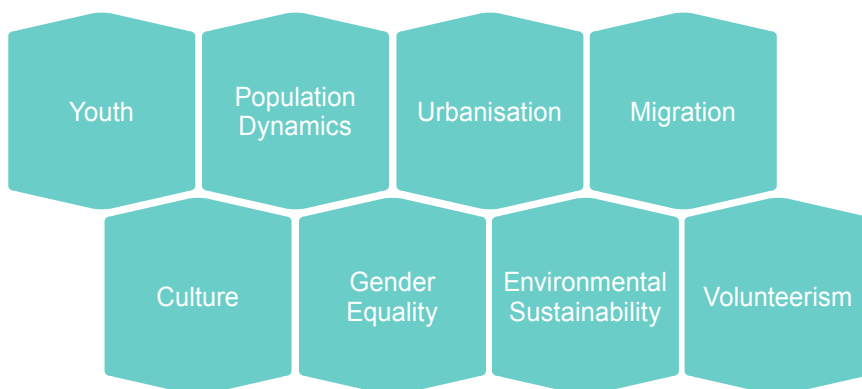 Youth
Population
Dynamics
Urbanisation
Migration
Culture
Gender
Equality
Environmental
Sustainability
Volunteerism